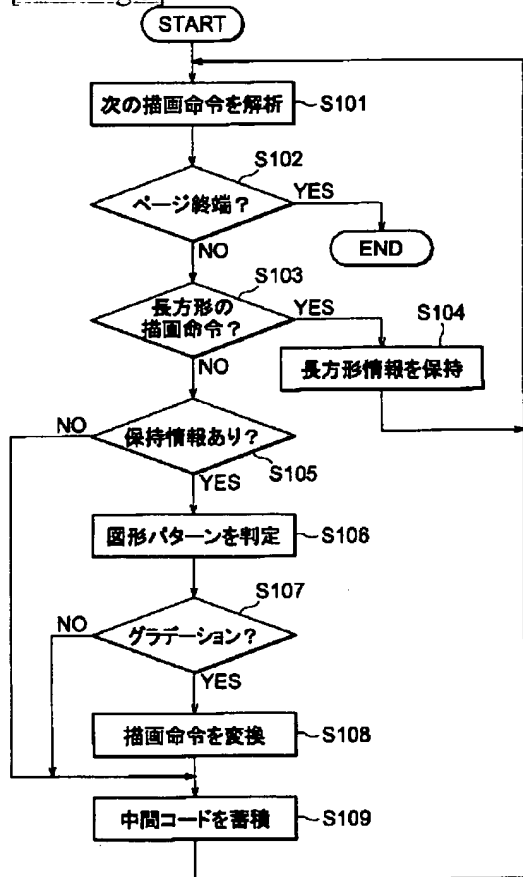 START
次の描画命令を解析
S101
S102
ページ終端?
YES
END
NO
S103
長方形の
描画命令?
YES
S104
長方形情報を保持
NO
NO
保持情報あり?
S105
YES
図形パターンを判定
S106
S107
NO
グラデーション?
YES
描画命令を変換
S108
中間コードを蓄積
S109